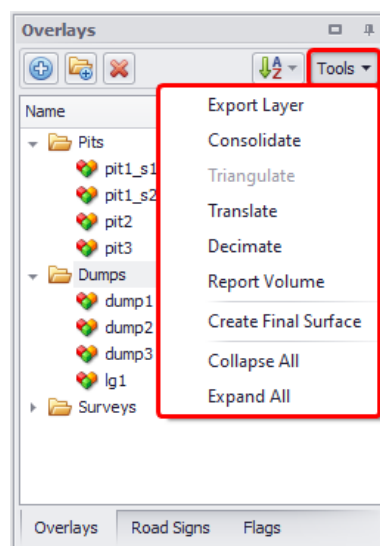 Overlays
Tools
Name
Pits
pit1_s1
pit1_s2
pit2
pit3
Dumps
dump1
dump2
dump3
lg1
Surveys
Export Layer
Consolidate
Triangulate
Translate
Decimate
Report Volume
Create Final Surface
Collapse All
Expand All
Overlays Road Signs Flags